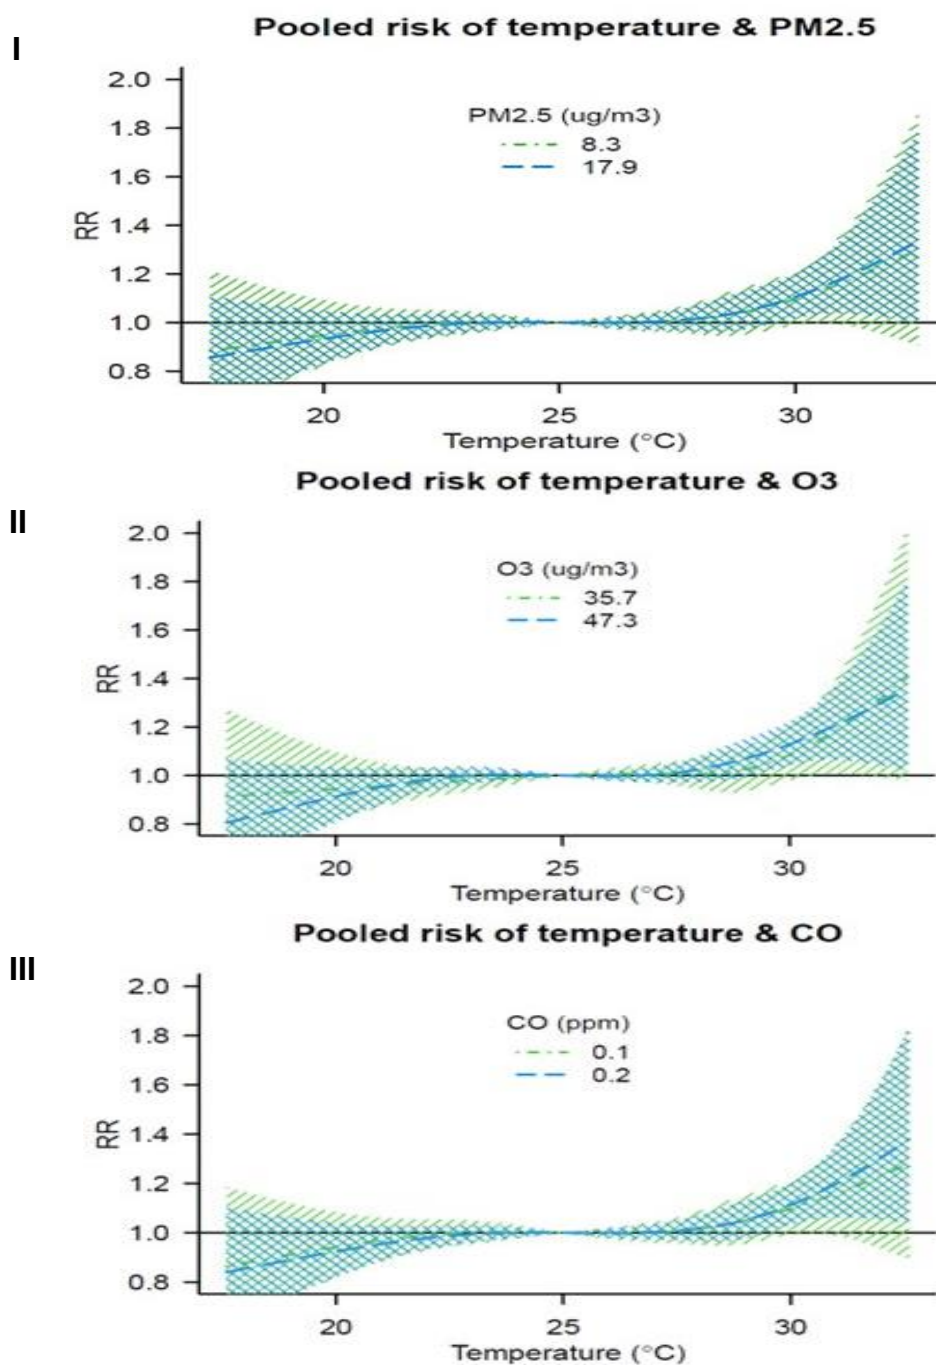 I
Pooled risk of temperature & PM2.5
2.0
1.8
1.6
1.4
1.2
1.0
0.8
RR
PM2.5 (ug/m3)
8.3
17.9
20 25 30
Temperature (°C)
II
Pooled risk of temperature & O3
2.0
1.8
1.6
1.4
1.2
1.0
0.8
RR
O3 (ug/m3)
35.7
47.3
20 25 30
Temperature (°C)
III
Pooled risk of temperature & CO
2.0
1.8
1.6
1.4
1.2
1.0
0.8
RR
CO (ppm)
0.1
0.2
20 25 30
Temperature (°C)